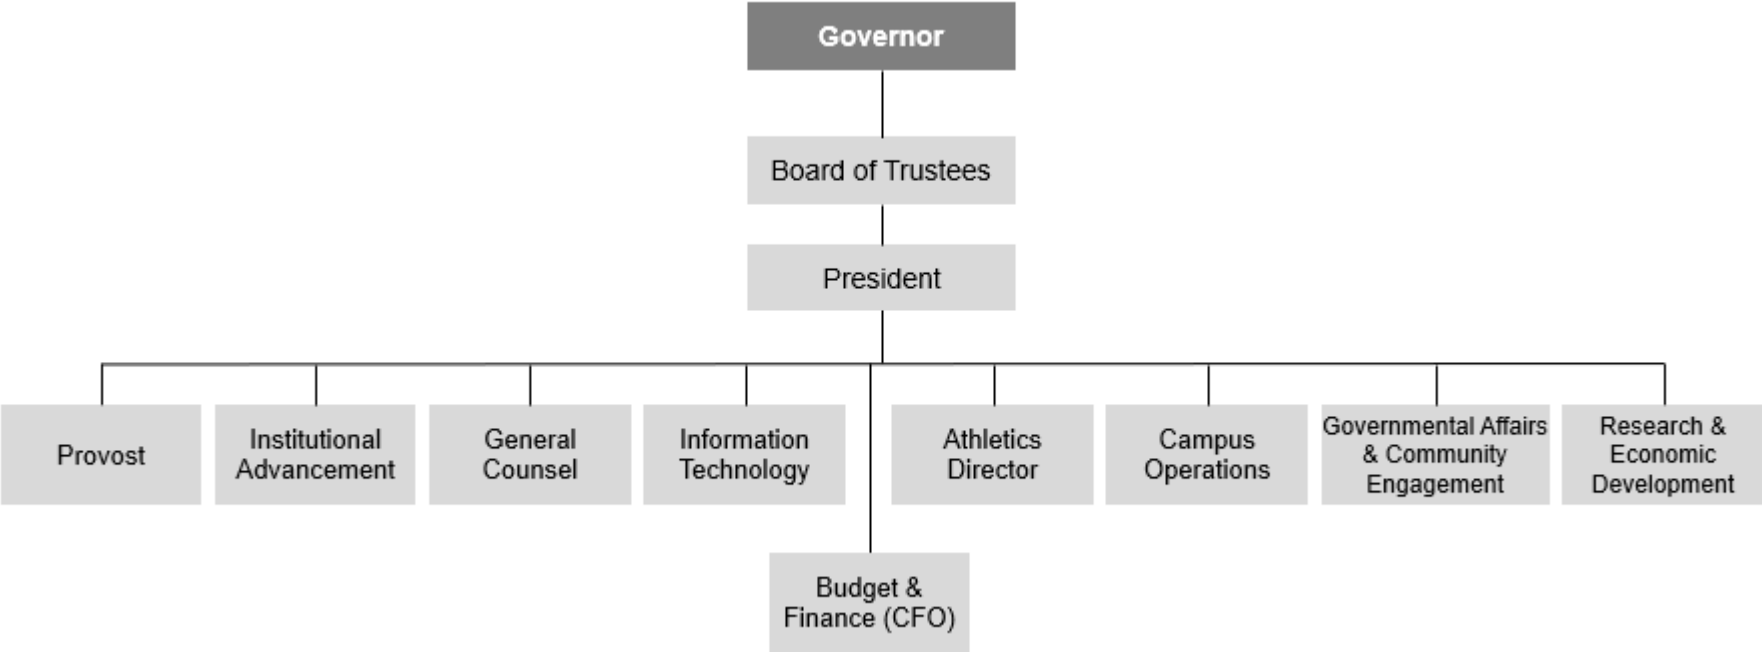 Governor
Board of Trustees
President
Provost
Institutional
Advancement
General
Counsel
Information
Technology
Athletics
Director
Campus
Operations
Governmental Affairs
& Community
Engagement
Research &
Economic
Development
Budget &
Finance (CFO)